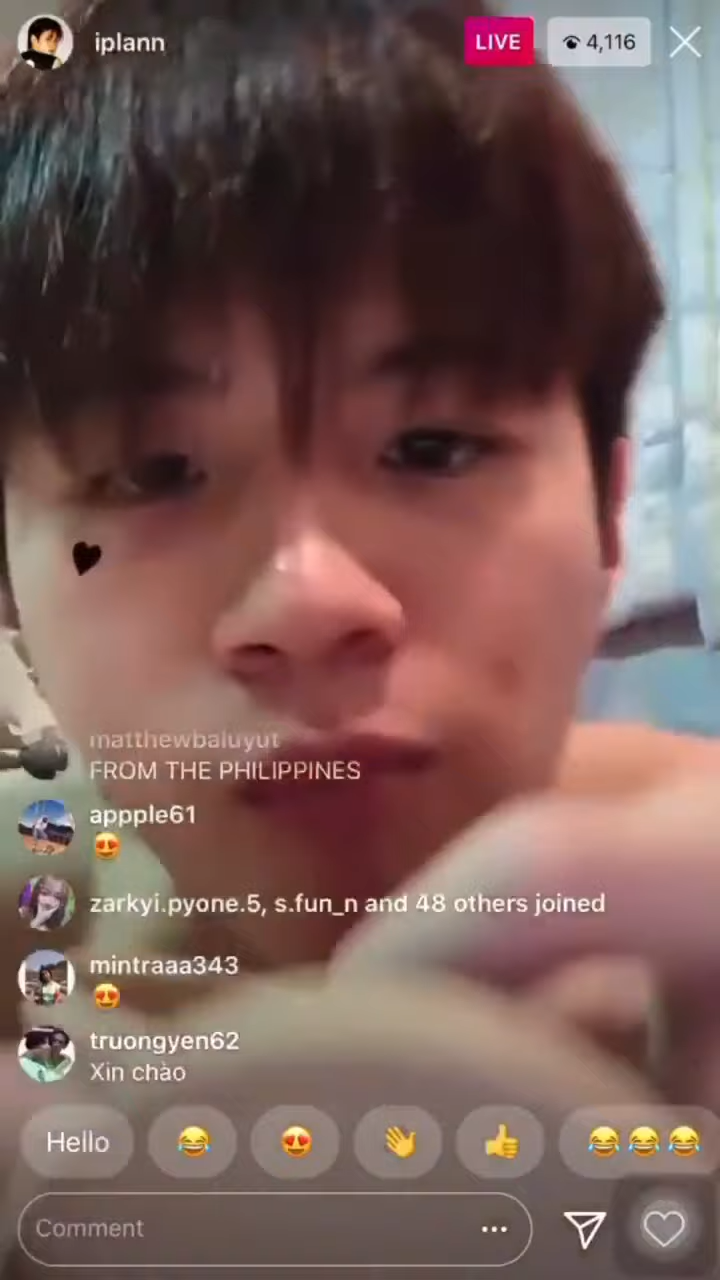 iplann
LIVE
4,116
matthewbaluyut
FROM THE PHILIPPINES
appple61
😍
zarkyi.pyone.5, s.fun_n and 48 others joined
mintraaa343
😍
truongyen62
Xin chào
Hello 😂 😍 👋 👍 😂😂😂
Comment